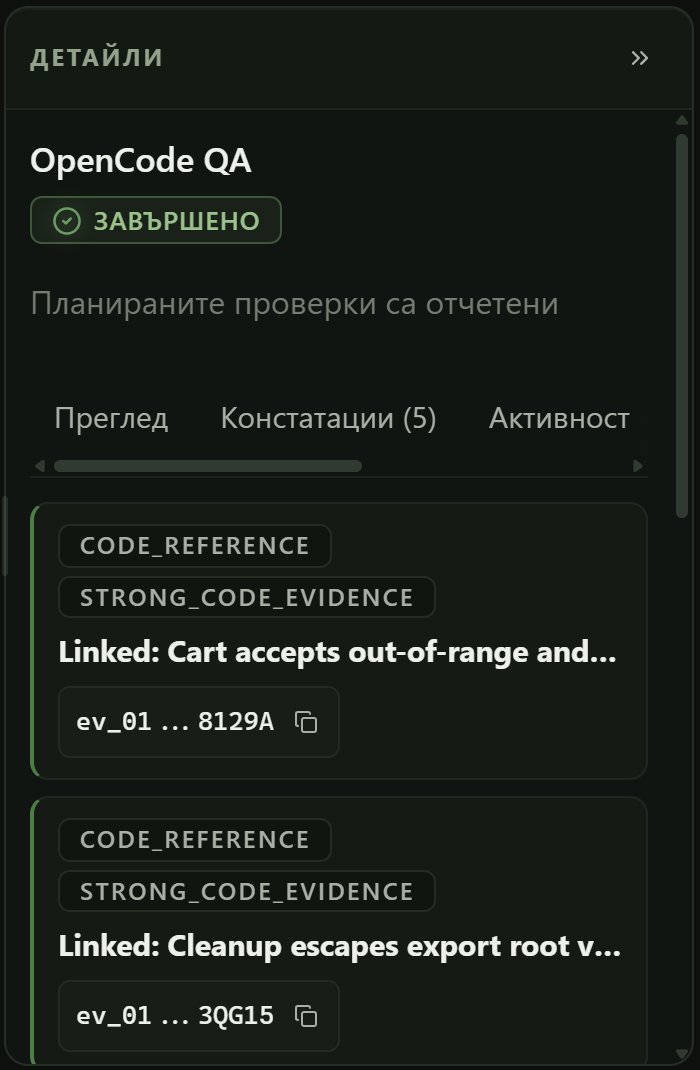 ДЕТАЙЛИ
OpenCode QA
ЗАВЪРШЕНО
Планираните проверки са отчетени
Преглед Констатации (5) Активност
CODE_REFERENCE
STRONG_CODE_EVIDENCE
Linked: Cart accepts out-of-range and...
ev_01 ... 8129A
CODE_REFERENCE
STRONG_CODE_EVIDENCE
Linked: Cleanup escapes export root v...
ev_01 ... 3QG15